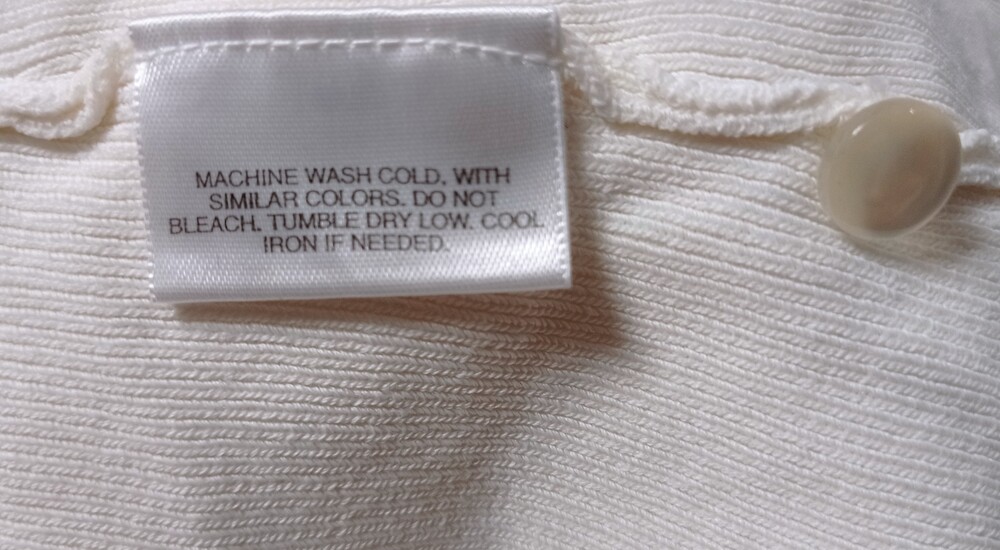 MACHINE WASH COLD, WITH
SIMILAR COLORS. DO NOT
BLEACH. TUMBLE DRY LOW. COOL
IRON IF NEEDED.